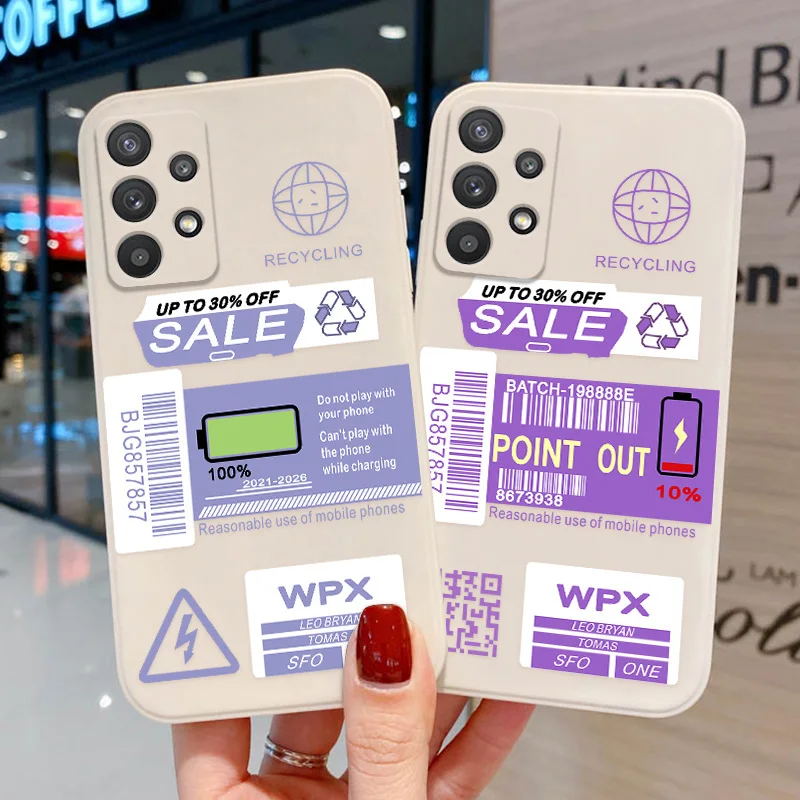 COFFEE
Mind
RECYCLING
UP TO 30% OFF
SALE
BJG857857
Do not play with
your phone
Can't play with
the phone
while charging
100%
2021-2026
Reasonable use of mobile phones
WPX
LEO BRYAN
TOMAS
SFO
RECYCLING
UP TO 30% OFF
SALE
BJG857857
BATCH-198888E
POINT OUT
8673938
10%
Reasonable use of mobile phones
WPX
LEO BRYAN
TOMAS
SFO ONE
LAM